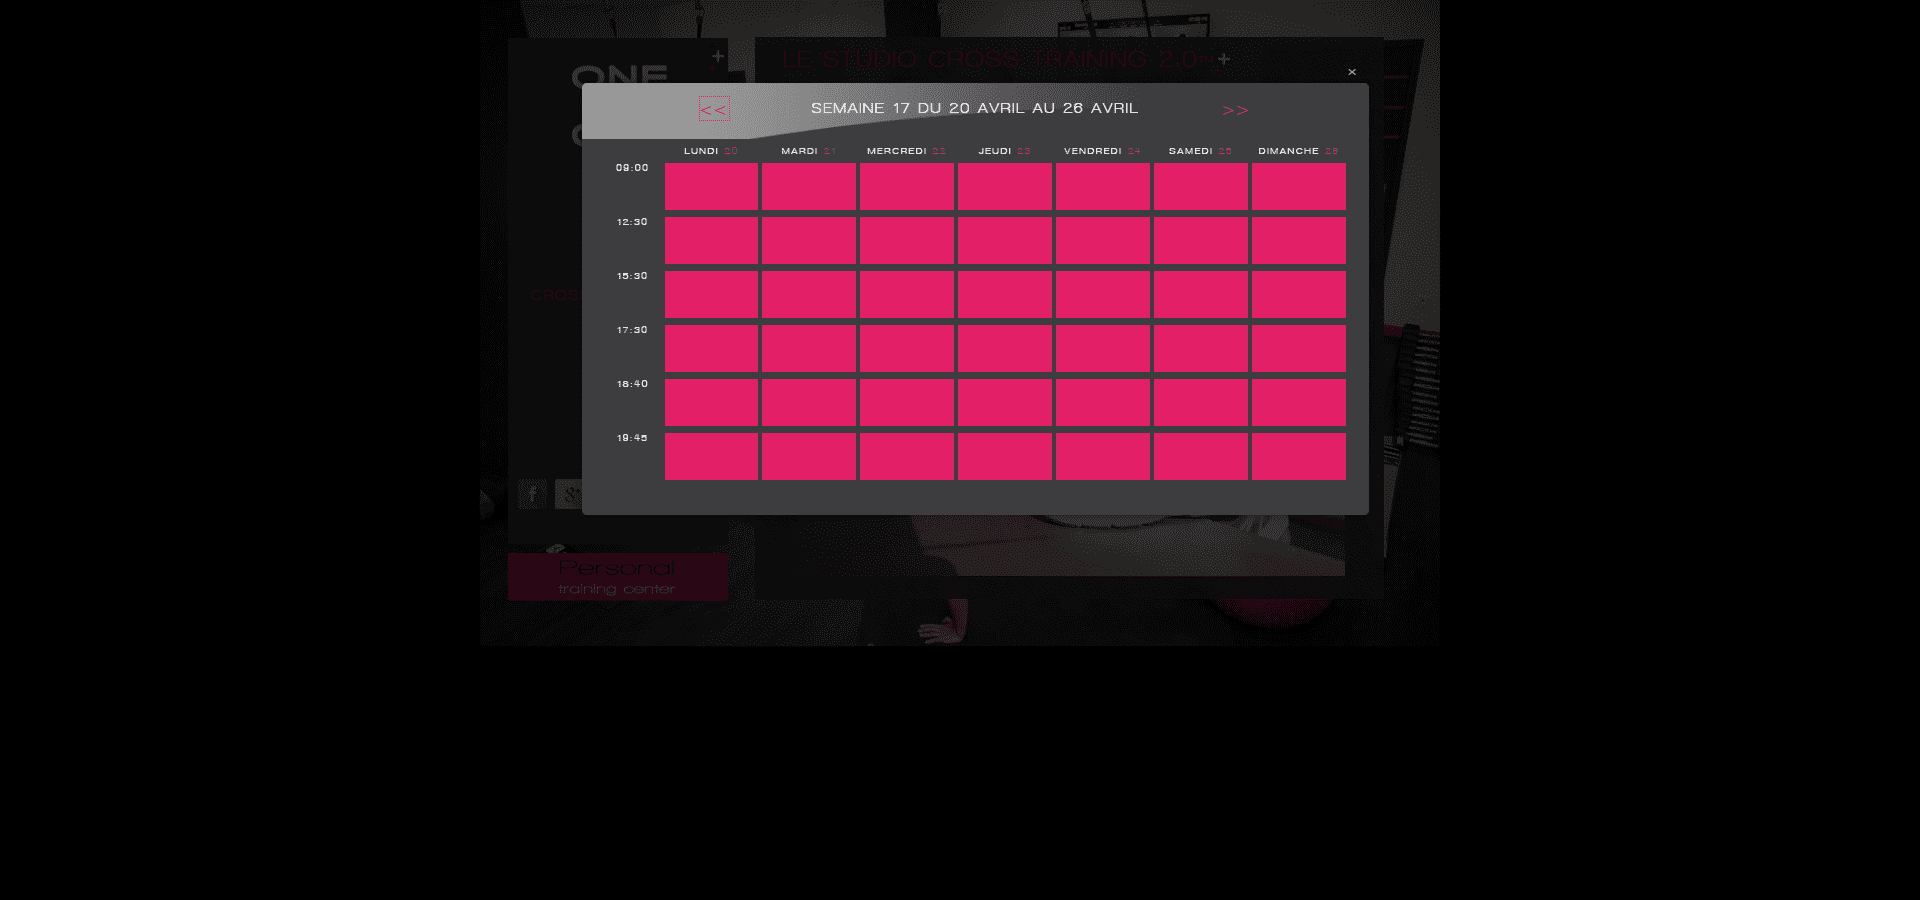 ONE
+
LE STUDIO CROSS TRAINING 2.0™+
×
<< SEMAINE 17 DU 20 AVRIL AU 26 AVRIL >>
LUNDI 20 MARDI 21 MERCREDI 22 JEUDI 23 VENDREDI 24 SAMEDI 25 DIMANCHE 26
09:00
12:30
15:30
17:30
18:40
19:45
CROSS
f
Personal
training center